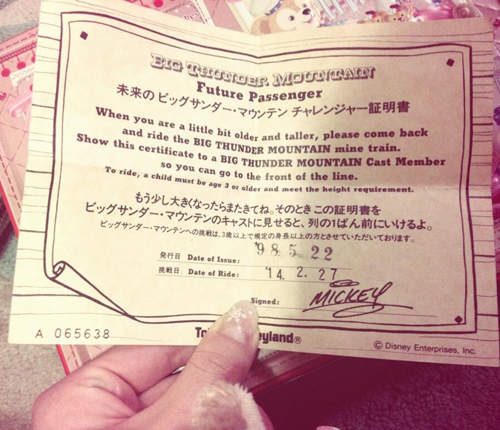 BIG THUNDER MOUNTAIN
Future Passenger
未来の ビッグサンダー・マウンテン チャレンジャー証明書
When you are a little bit older and taller, please come back
and ride the BIG THUNDER MOUNTAIN mine train.
Show this certificate to a BIG THUNDER MOUNTAIN Cast Member
so you can go to the front of the line.
To ride, a child must be age 3 or older and meet the height requirement.
もう少し大きくなったらまたきてね。そのとき この証明書を
ビッグサンダー・マウンテンのキャストに見せると、列の1ばん前にいけるよ。
ビッグサンダー・マウンテンへの挑戦は、3歳以上で規定の身長以上の方とさせていただいております。
発行日 Date of Issue: '98.5.22
挑戦日 Date of Ride: '14.2.27
Signed: MICKEY
A 065638
© Disney Enterprises, Inc.